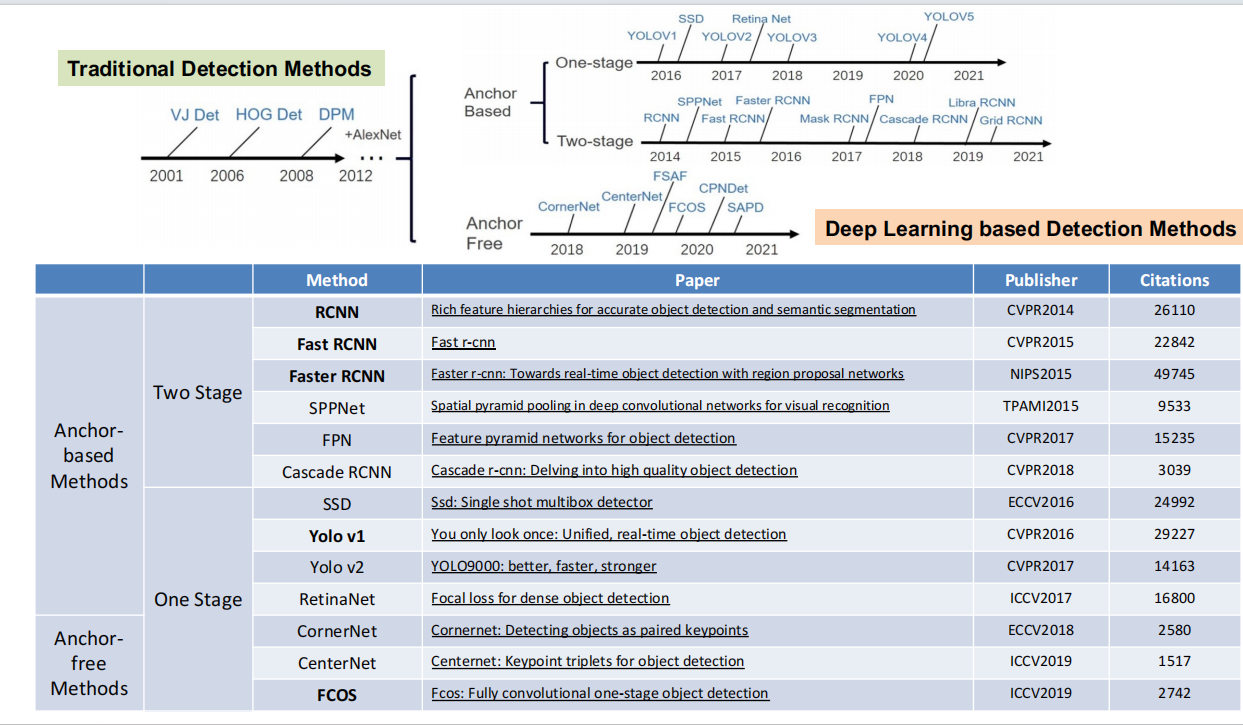 Traditional Detection Methods
VJ Det HOG Det DPM
+AlexNet
...
2001 2006 2008 2012
Anchor
Based
One-stage
SSD Retina Net YOLOV5
YOLOV1 YOLOV2 YOLOV3 YOLOV4
2016 2017 2018 2019 2020 2021
Two-stage
SPPNet Faster RCNN FPN Libra RCNN
RCNN Fast RCNN Mask RCNN Cascade RCNN Grid RCNN
2014 2015 2016 2017 2018 2019 2021
Anchor
Free
FSAF
CenterNet CPNDet
CornerNet FCOS SAPD
2018 2019 2020 2021
Deep Learning based Detection Methods
Method Paper Publisher Citations
Anchor-
based
Methods
Two Stage
RCNN Rich feature hierarchies for accurate object detection and semantic segmentation CVPR2014 26110
Fast RCNN Fast r-cnn CVPR2015 22842
Faster RCNN Faster r-cnn: Towards real-time object detection with region proposal networks NIPS2015 49745
SPPNet Spatial pyramid pooling in deep convolutional networks for visual recognition TPAMI2015 9533
FPN Feature pyramid networks for object detection CVPR2017 15235
Cascade RCNN Cascade r-cnn: Delving into high quality object detection CVPR2018 3039
One Stage
SSD Ssd: Single shot multibox detector ECCV2016 24992
Yolo v1 You only look once: Unified, real-time object detection CVPR2016 29227
Yolo v2 YOLO9000: better, faster, stronger CVPR2017 14163
RetinaNet Focal loss for dense object detection ICCV2017 16800
Anchor-
free
Methods
CornerNet Cornernet: Detecting objects as paired keypoints ECCV2018 2580
CenterNet Centernet: Keypoint triplets for object detection ICCV2019 1517
FCOS Fcos: Fully convolutional one-stage object detection ICCV2019 2742